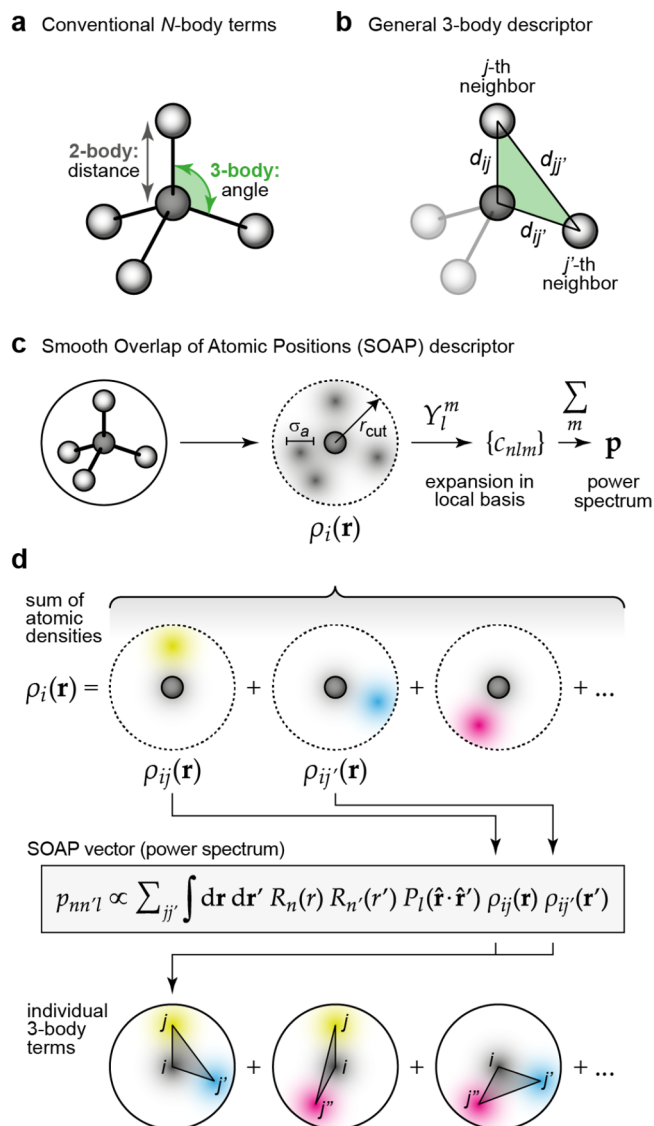 a Conventional N-body terms
b General 3-body descriptor
2-body:
distance
3-body:
angle
j-th
neighbor
d_ij
d_jj'
d_ij'
j'-th
neighbor
c Smooth Overlap of Atomic Positions (SOAP) descriptor
σ_a
r_cut
ρ_i(r)
Y_l^m
{c_nlm}
∑_m
p
expansion in
local basis
power
spectrum
d
sum of
atomic
densities
ρ_i(r) = + + + ...
ρ_ij(r) ρ_ij'(r)
SOAP vector (power spectrum)
p_nn'l ∝ ∑_jj' ∫ dr dr' R_n(r) R_n'(r') P_l(r̂·r̂') ρ_ij(r) ρ_ij'(r')
individual
3-body
terms
j
i
j'
+
j
i
j''
+
i
j'
j''
+ ...